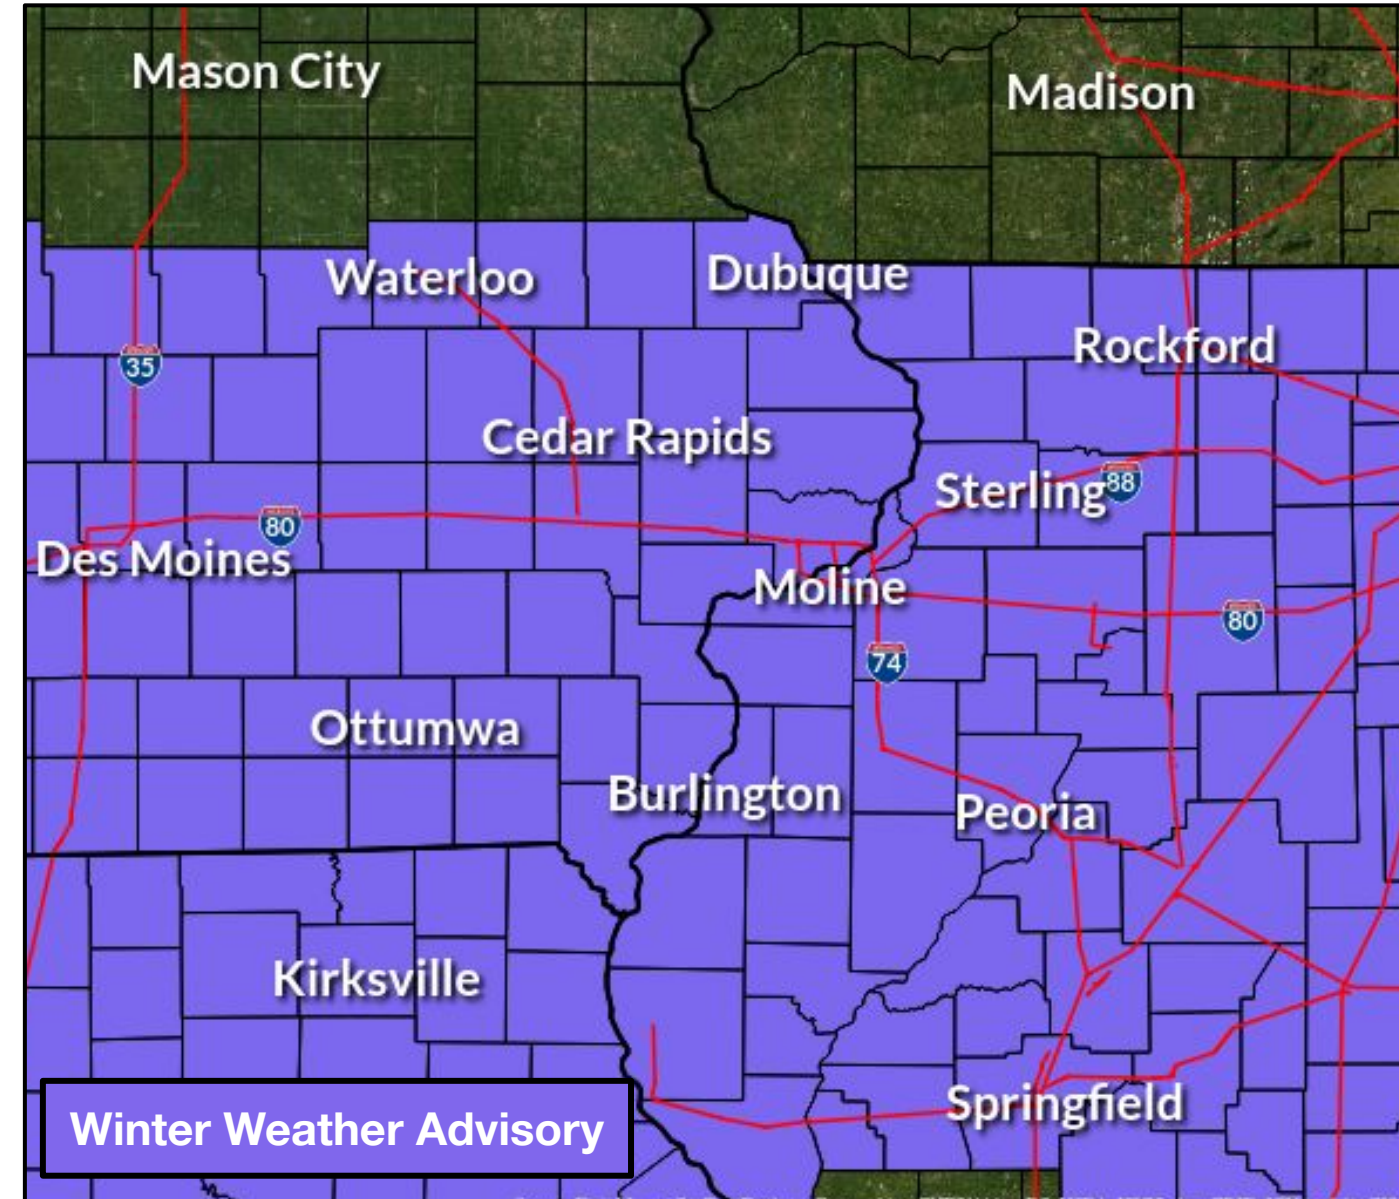 Mason City
Madison
Waterloo
Dubuque
Rockford
35
Cedar Rapids
Sterling
88
80
Des Moines
Moline
80
74
Ottumwa
Burlington
Peoria
Kirksville
Springfield
Winter Weather Advisory